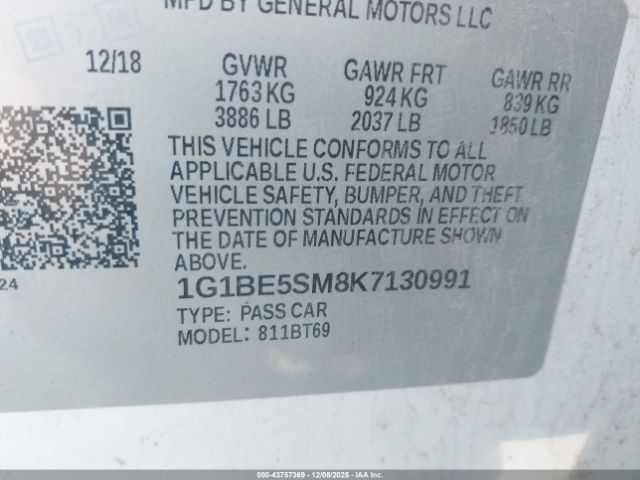 MFD BY GENERAL MOTORS LLC
12/18 GVWR GAWR FRT GAWR RR
1763 KG 924 KG 839 KG
3886 LB 2037 LB 1850 LB
THIS VEHICLE CONFORMS TO ALL
APPLICABLE U.S. FEDERAL MOTOR
VEHICLE SAFETY, BUMPER, AND THEFT
PREVENTION STANDARDS IN EFFECT ON
THE DATE OF MANUFACTURE SHOWN
ABOVE.
24
1G1BE5SM8K7130991
TYPE: PASS CAR
MODEL: 811BT69
000-43757369 - 12/08/2025 - IAAI.CA